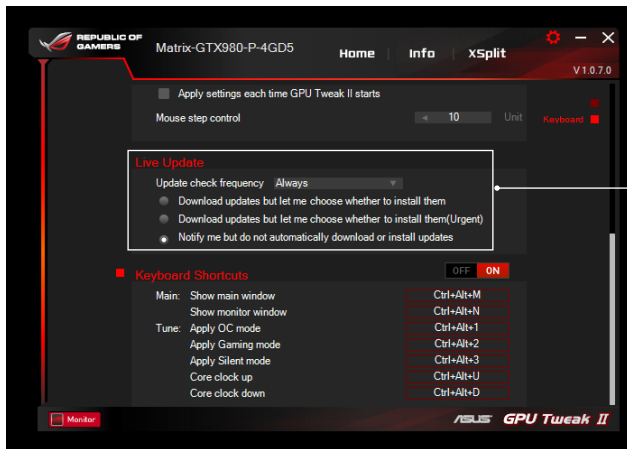 REPUBLIC OF
GAMERS
Matrix-GTX980-P-4GD5
Home
Info
XSplit
V 1.0.7.0
Apply settings each time GPU Tweak II starts
Mouse step control
10
Unit
Keyboard
Live Update
Update check frequency Always
Download updates but let me choose whether to install them
Download updates but let me choose whether to install them(Urgent)
Notify me but do not automatically download or install updates
Keyboard Shortcuts
OFF ON
Main: Show main window Ctrl+Alt+M
Show monitor window Ctrl+Alt+N
Tune: Apply OC mode Ctrl+Alt+1
Apply Gaming mode Ctrl+Alt+2
Apply Silent mode Ctrl+Alt+3
Core clock up Ctrl+Alt+U
Core clock down Ctrl+Alt+D
Monitor
ASUS GPU Tweak II